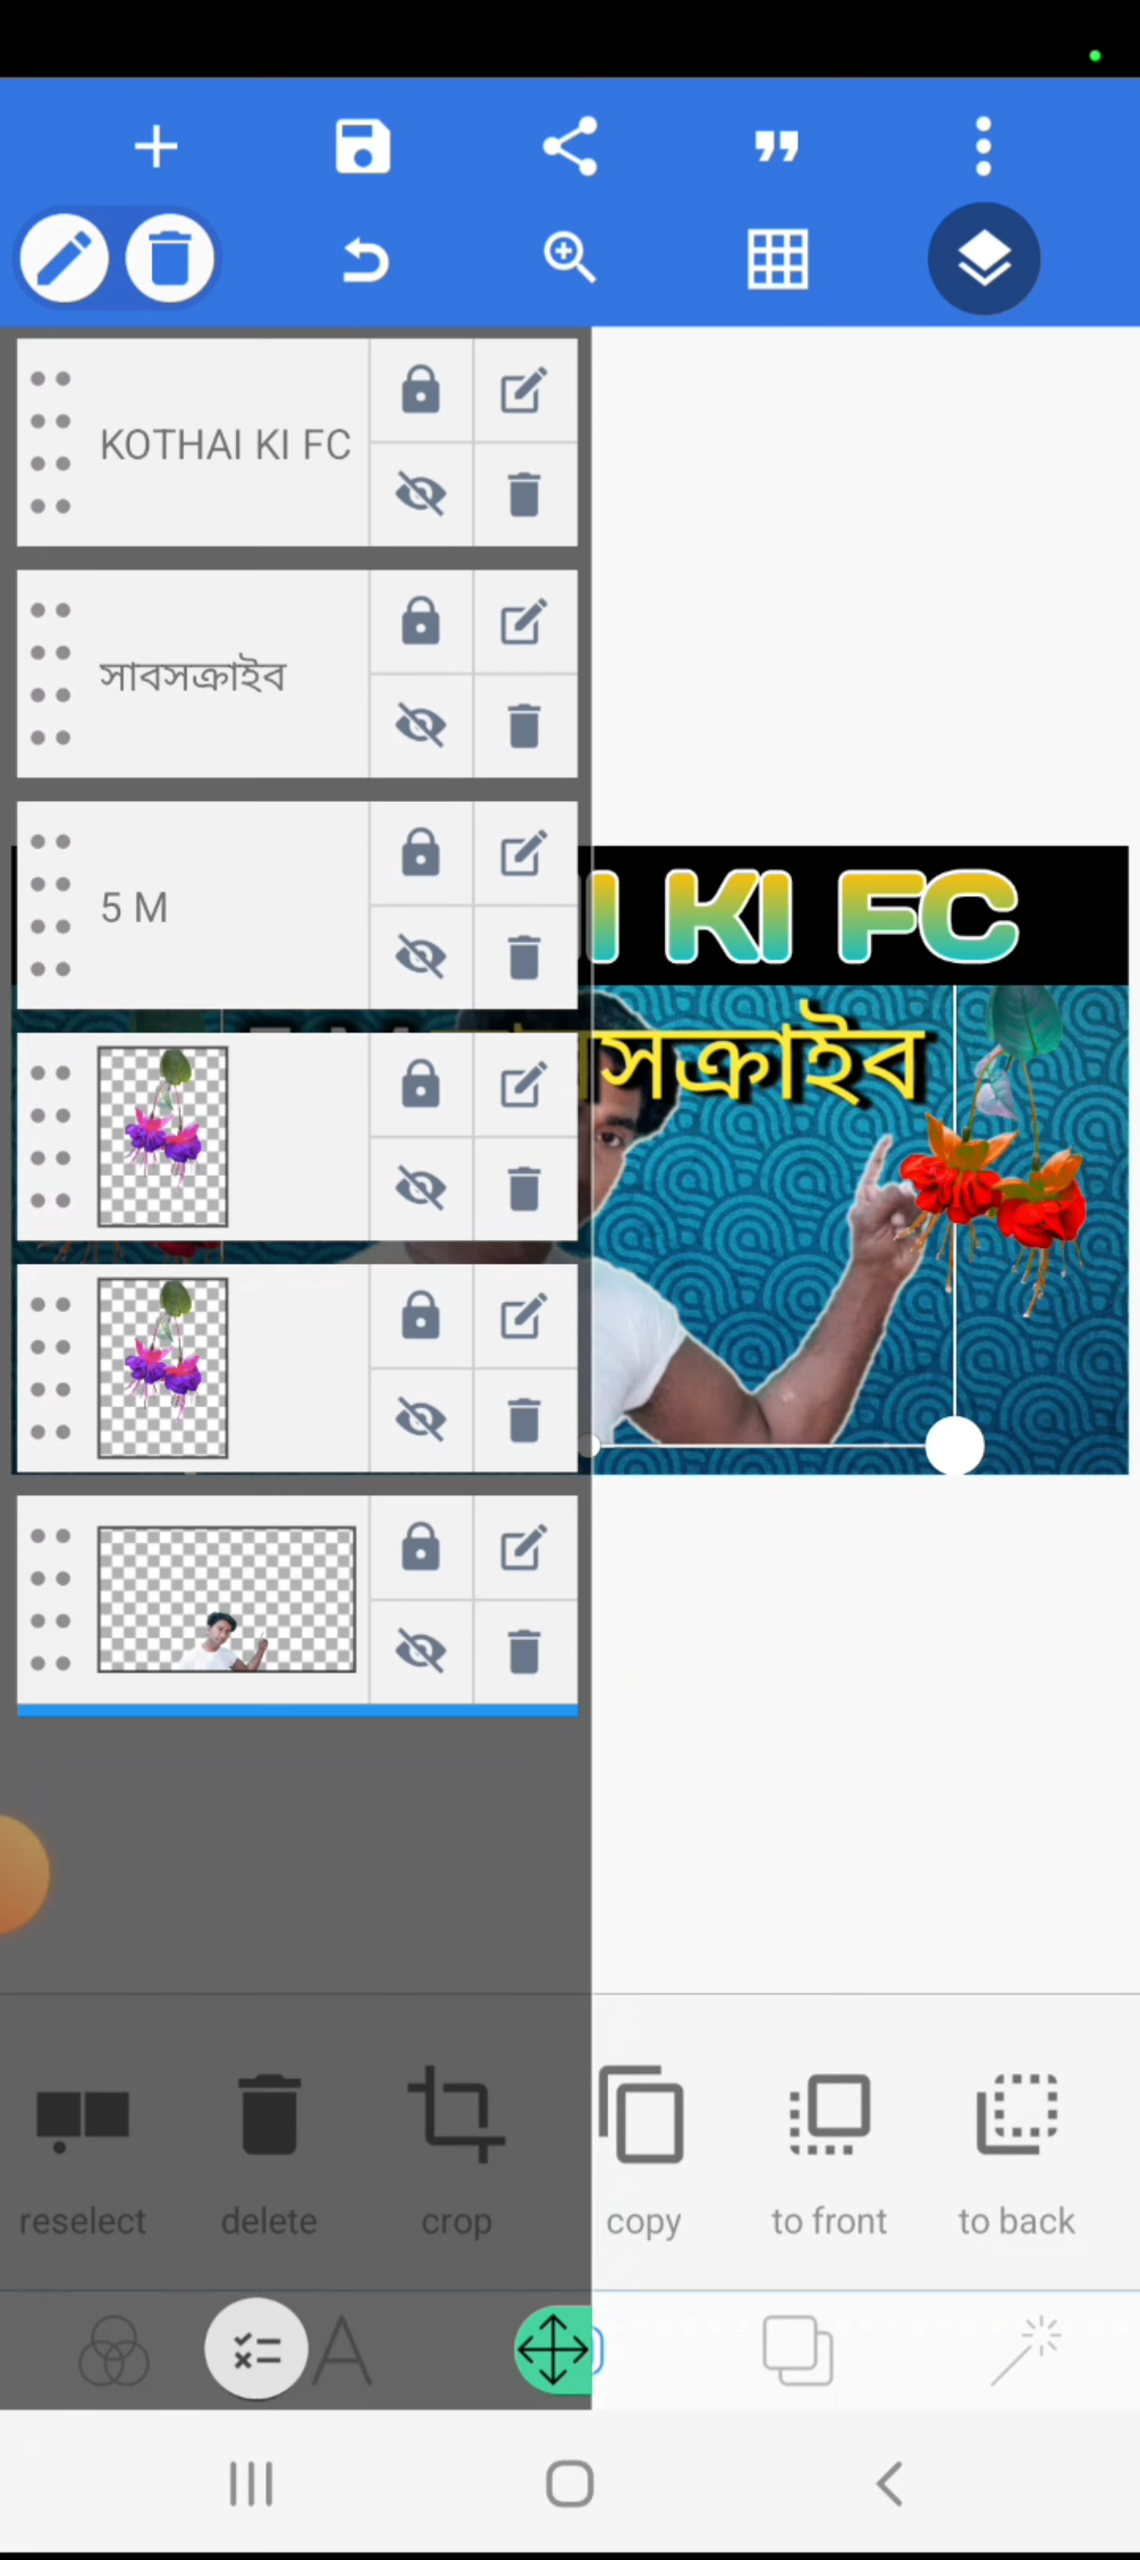 KOTHAI KI FC
সাবসক্রাইব
5 M
I KI FC
সক্রাইব
reselect
delete
crop
copy
to front
to back